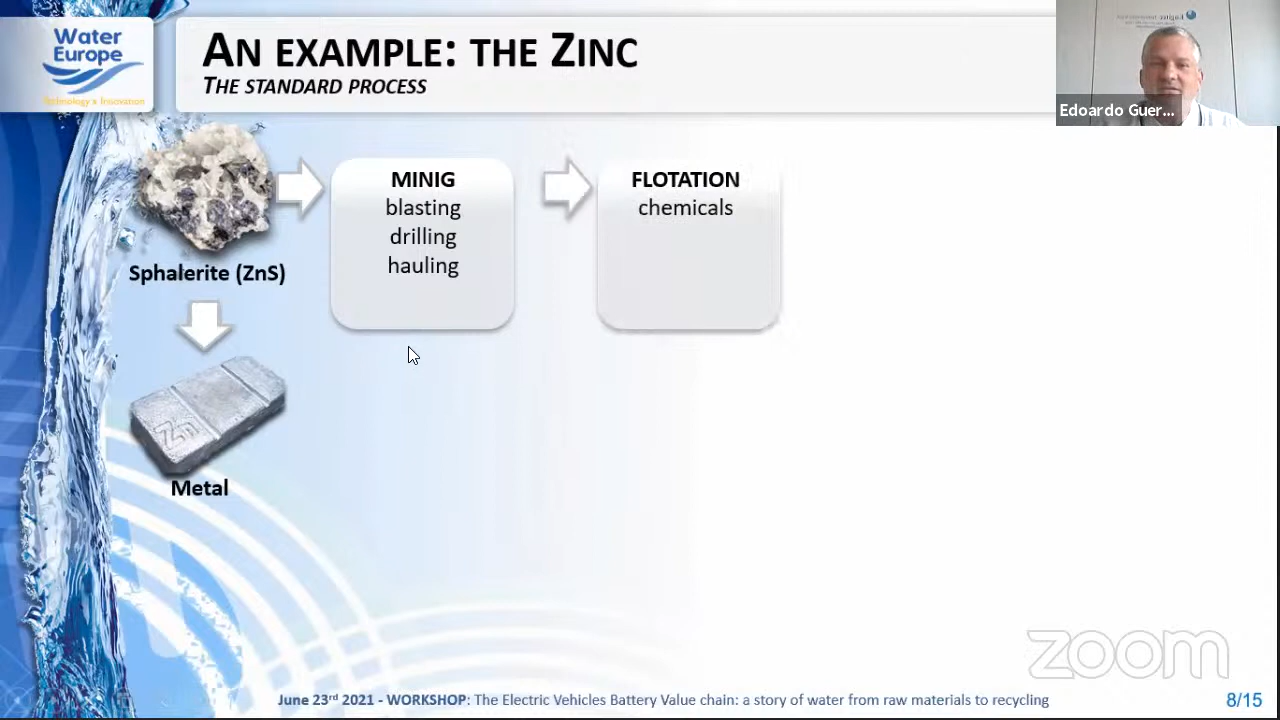 Water
Europe
Technology & Innovation
AN EXAMPLE: THE ZINC
THE STANDARD PROCESS
Edoardo Guer...
MINIG
blasting
drilling
hauling
FLOTATION
chemicals
Sphalerite (ZnS)
Metal
zoom
June 23rd 2021 - WORKSHOP: The Electric Vehicles Battery Value chain: a story of water from raw materials to recycling
8/15